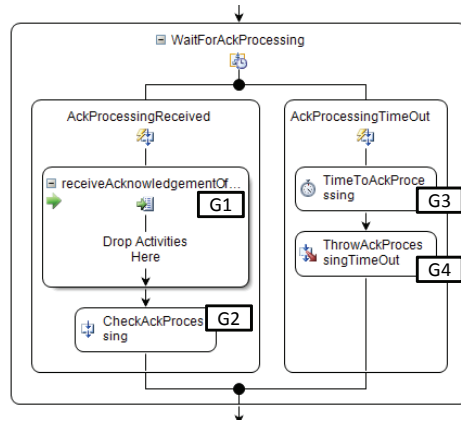 WaitForAckProcessing
AckProcessingReceived
receiveAcknowledgementOf...
G1
Drop Activities
Here
CheckAckProces
sing
G2
AckProcessingTimeOut
TimeToAckProce
ssing
G3
ThrowAckProces
singTimeOut
G4